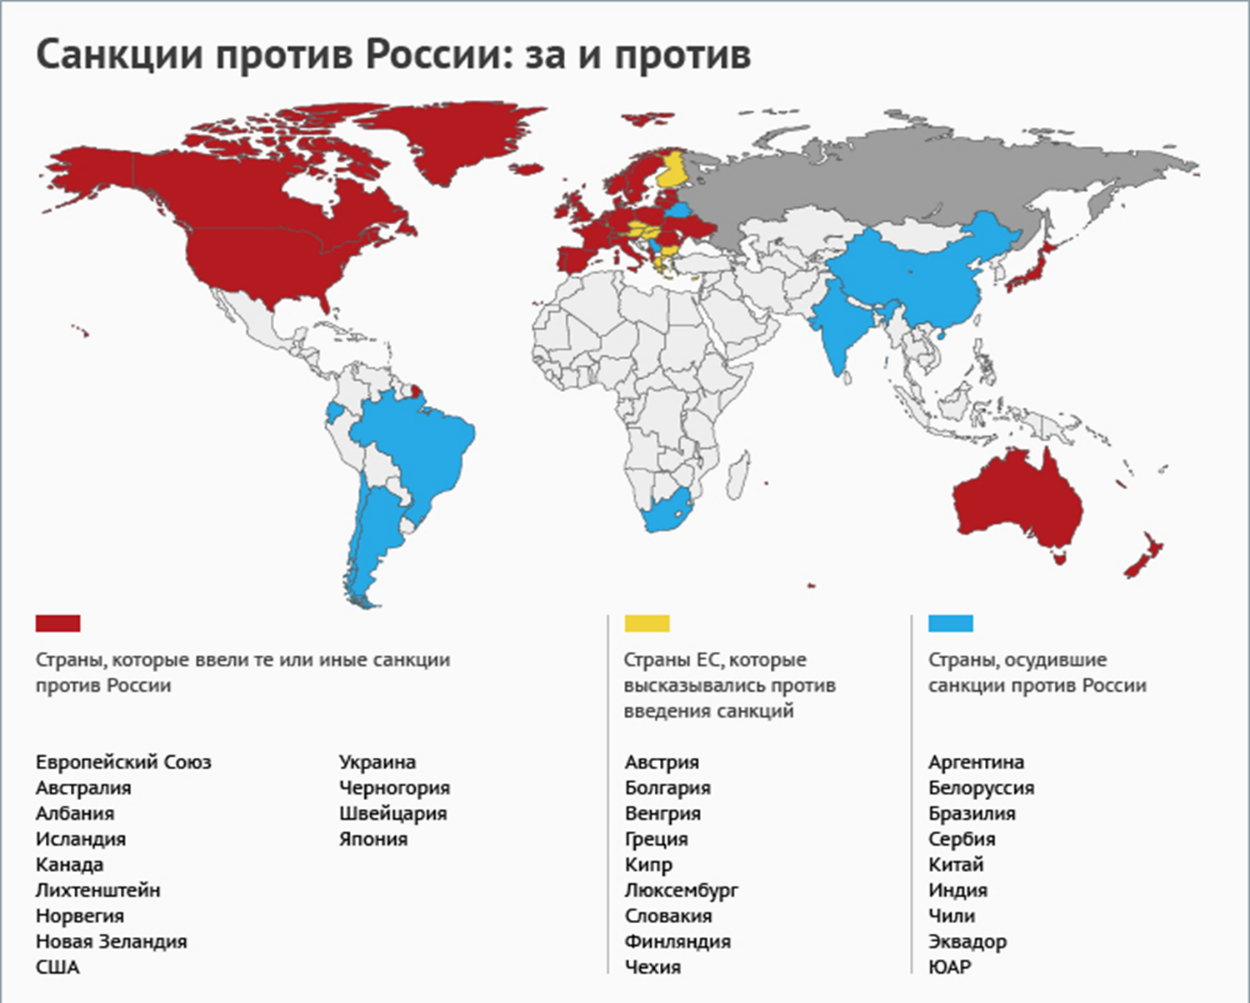 Санкции против России: за и против
Страны, которые ввели те или иные санкции
против России
Европейский Союз
Австралия
Албания
Исландия
Канада
Лихтенштейн
Норвегия
Новая Зеландия
США
Украина
Черногория
Швейцария
Япония
Страны ЕС, которые
высказывались против
введения санкций
Австрия
Болгария
Венгрия
Греция
Кипр
Люксембург
Словакия
Финляндия
Чехия
Страны, осудившие
санкции против России
Аргентина
Белоруссия
Бразилия
Сербия
Китай
Индия
Чили
Эквадор
ЮАР